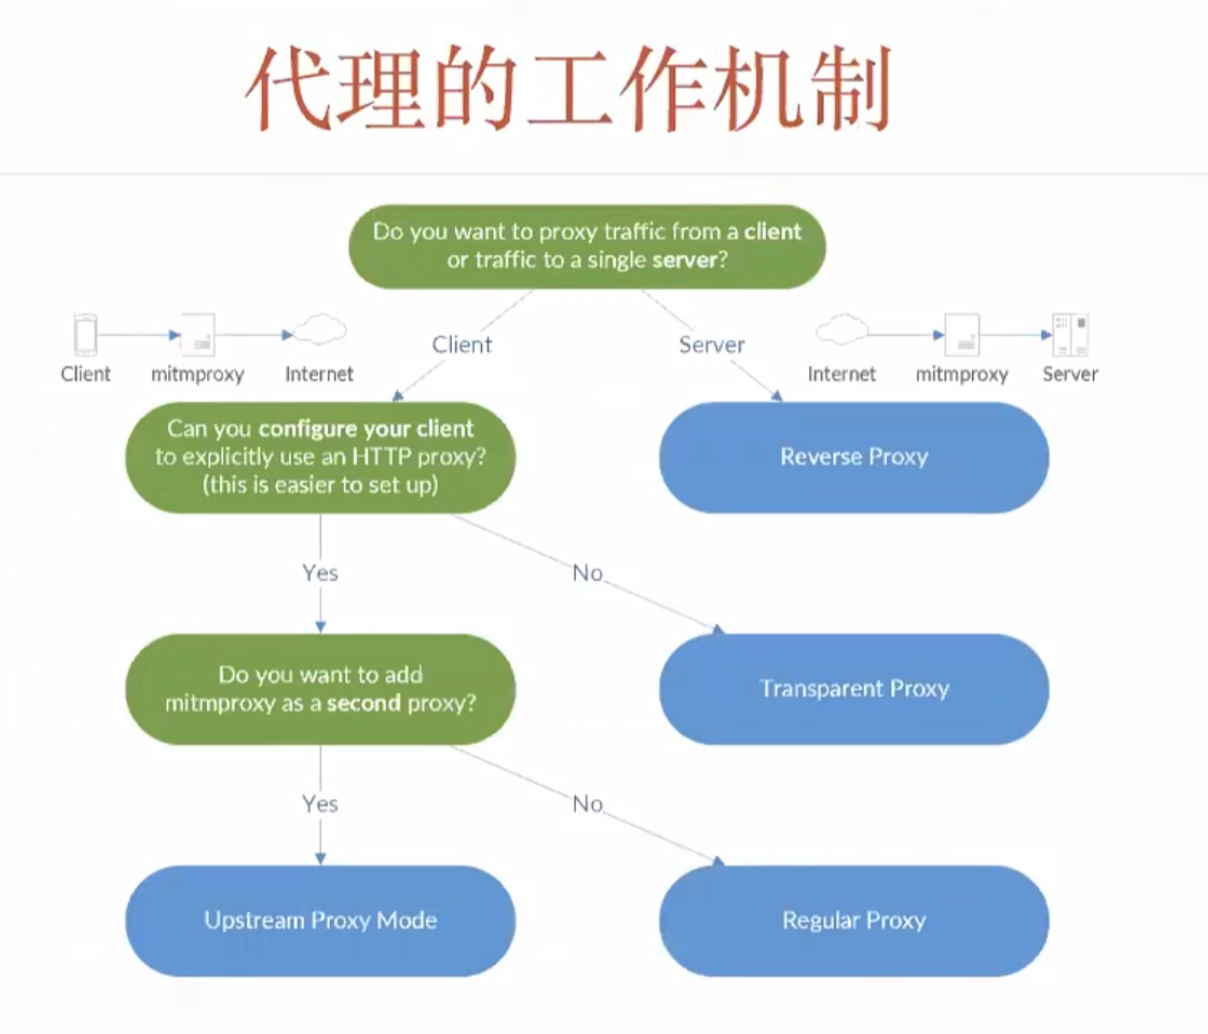 代理的工作机制
Do you want to proxy traffic from a client
or traffic to a single server?
Client
mitmproxy
Internet
Client
Server
Internet
mitmproxy
Server
Can you configure your client
to explicitly use an HTTP proxy?
(this is easier to set up)
Reverse Proxy
Yes
No
Do you want to add
mitmproxy as a second proxy?
Transparent Proxy
Yes
No
Upstream Proxy Mode
Regular Proxy